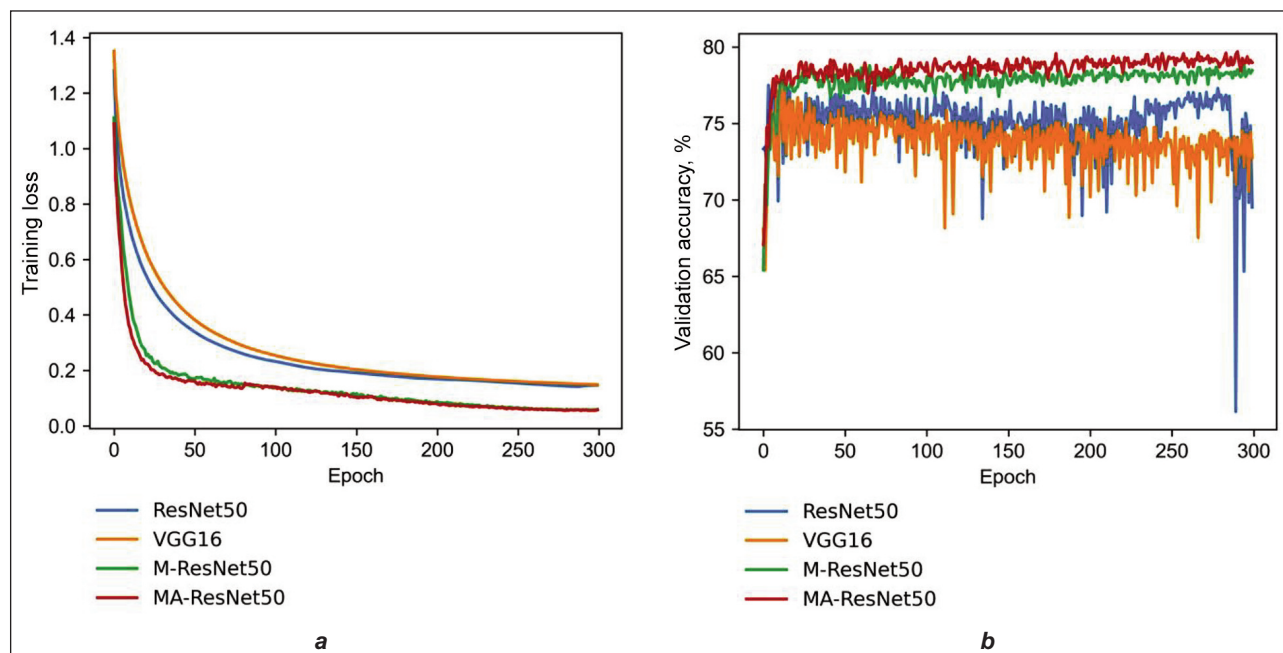 1.4
1.2
1.0
0.8
0.6
0.4
0.2
0.0
Training loss
0 50 100 150 200 250 300
Epoch
ResNet50
VGG16
M-ResNet50
MA-ResNet50
a
80
75
70
65
60
55
Validation accuracy, %
0 50 100 150 200 250 300
Epoch
ResNet50
VGG16
M-ResNet50
MA-ResNet50
b